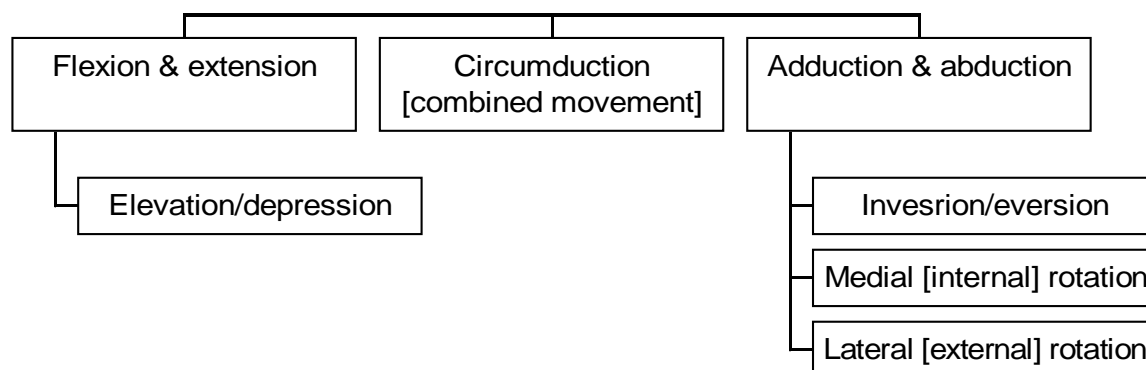 Flexion & extension
Circumduction
[combined movement]
Adduction & abduction
Elevation/depression
Invesrion/eversion
Medial [internal] rotation
Lateral [external] rotation